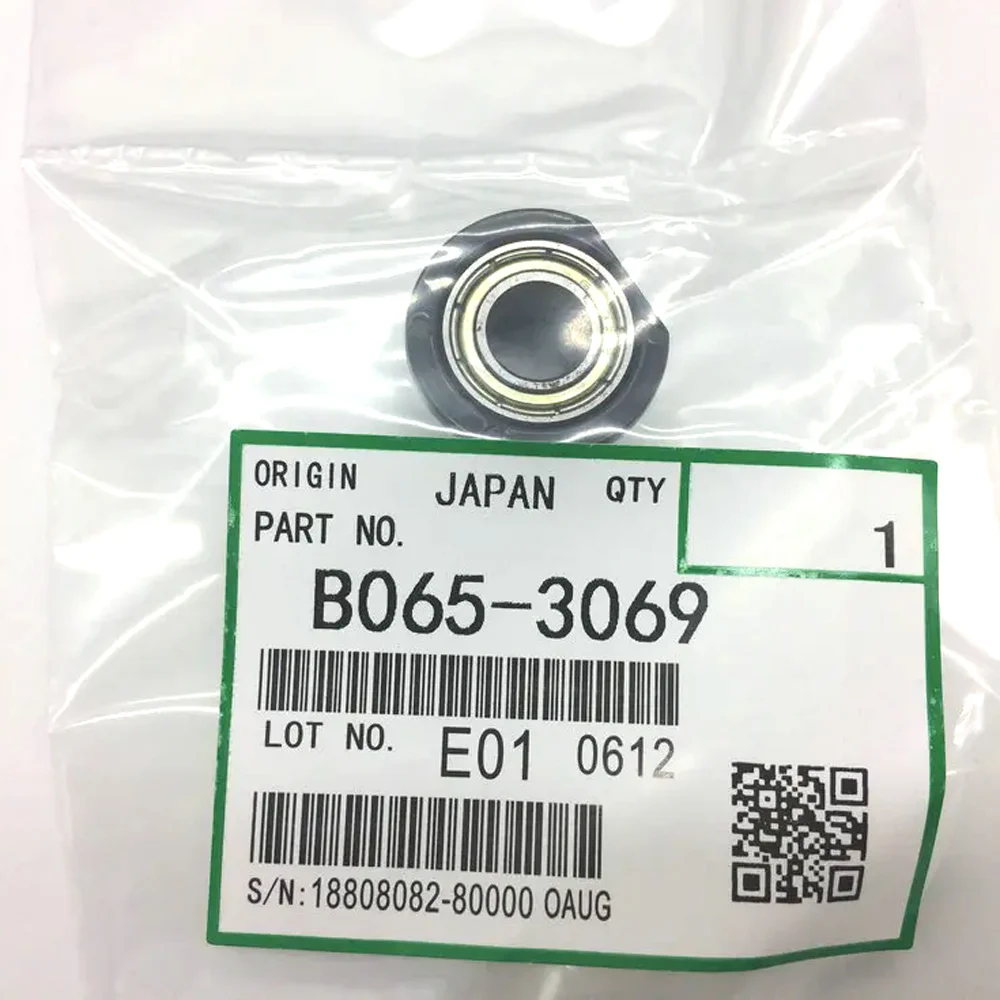 ORIGIN JAPAN QTY 1
PART NO.
B065-3069
LOT NO. E01 0612
S/N:18808082-80000 OAUG